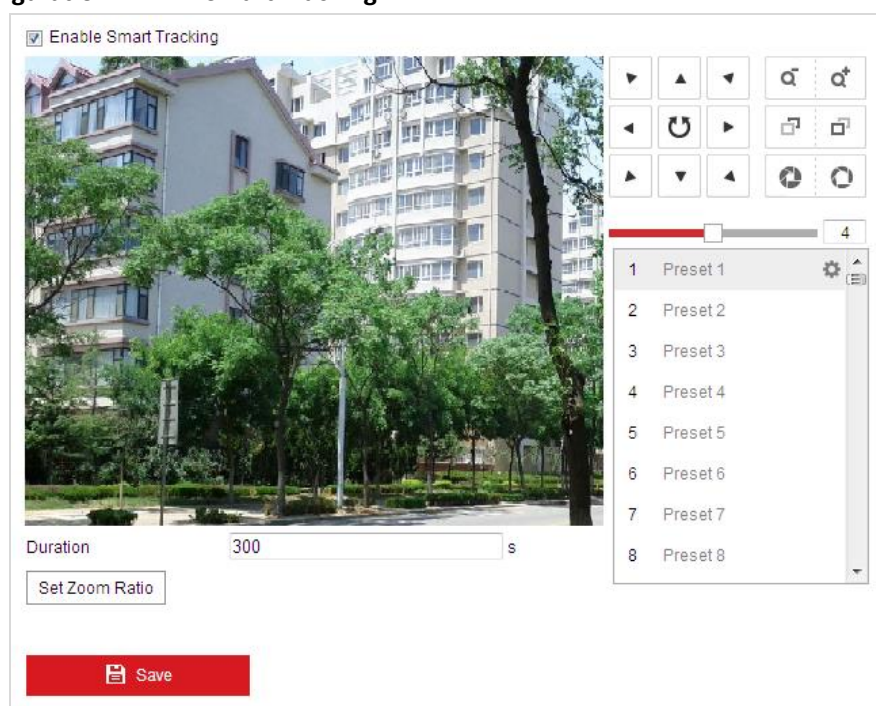 Enable Smart Tracking
4
1 Preset 1
2 Preset 2
3 Preset 3
4 Preset 4
5 Preset 5
6 Preset 6
7 Preset 7
8 Preset 8
Duration 300 s
Set Zoom Ratio
Save